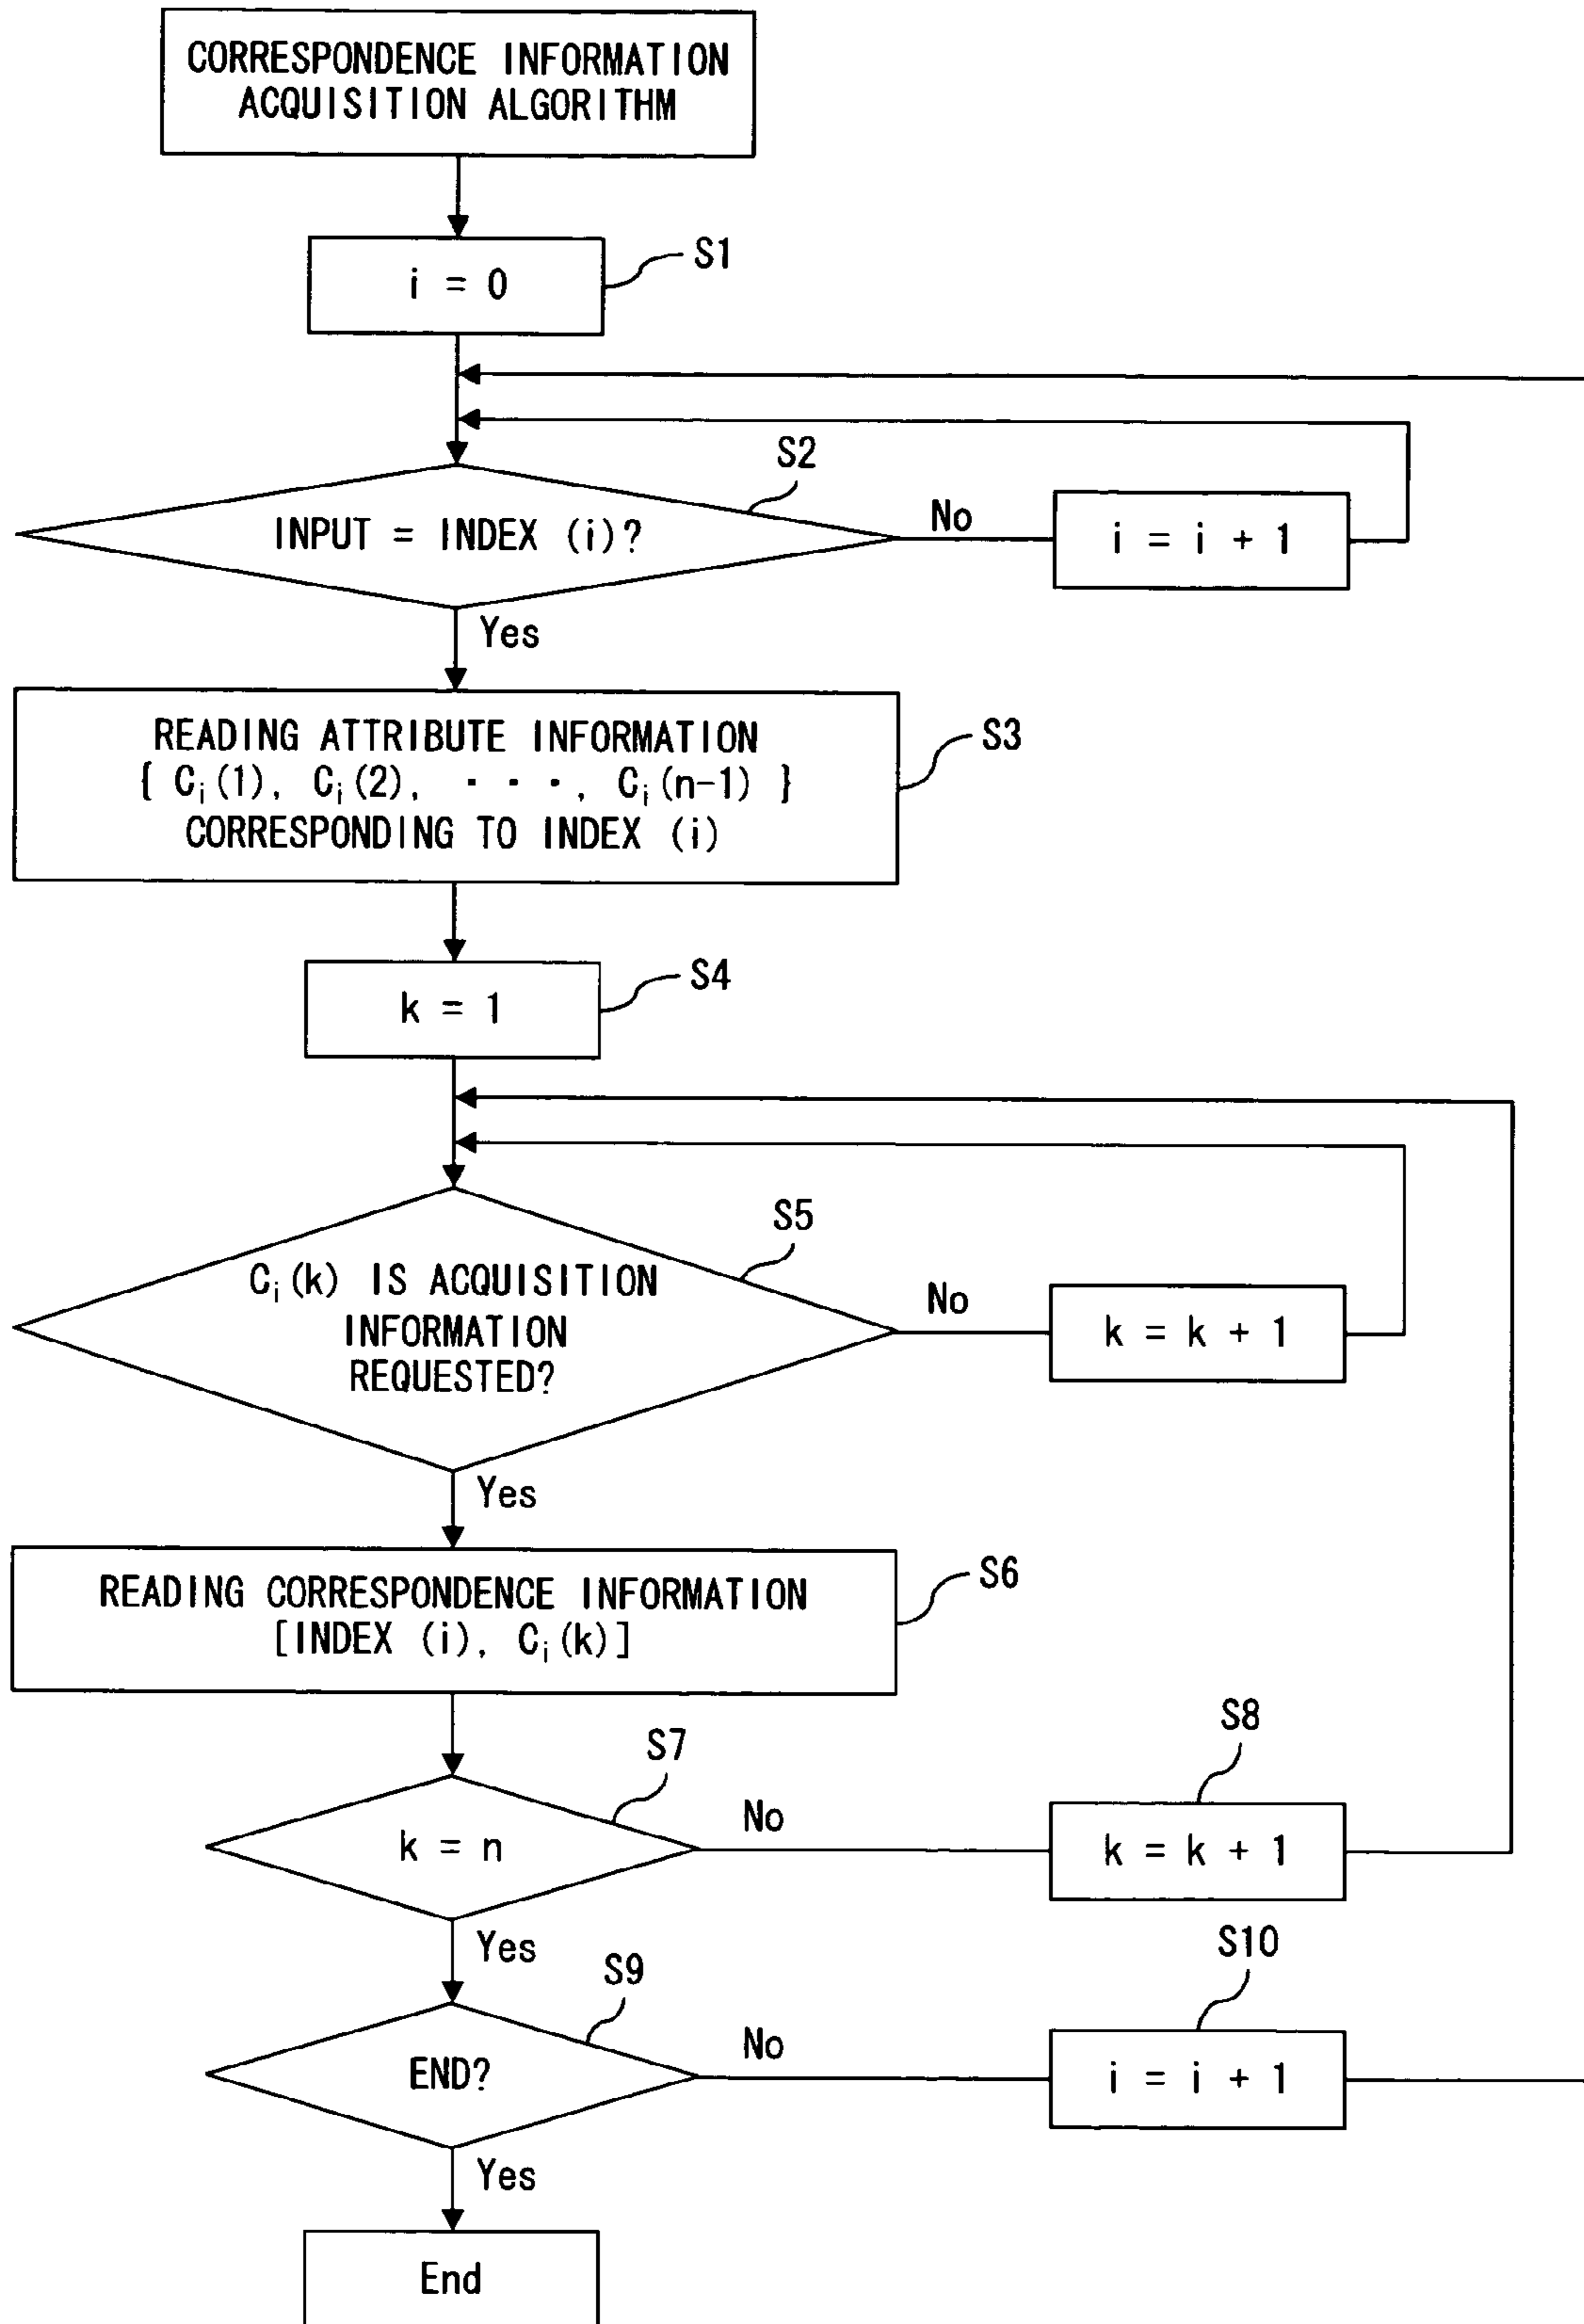 CORRESPONDENCE INFORMATION
ACQUISITION ALGORITHM
S1
i = 0
S2
INPUT = INDEX (i)?
No
i = i + 1
Yes
S3
READING ATTRIBUTE INFORMATION
{ Cᵢ(1), Cᵢ(2), ・・・, Cᵢ(n-1) }
CORRESPONDING TO INDEX (i)
S4
k = 1
S5
Cᵢ(k) IS ACQUISITION
INFORMATION
REQUESTED?
No
k = k + 1
Yes
S6
READING CORRESPONDENCE INFORMATION
[INDEX (i), Cᵢ(k)]
S7
k = n
No
S8
k = k + 1
Yes
S9
END?
No
S10
i = i + 1
Yes
End